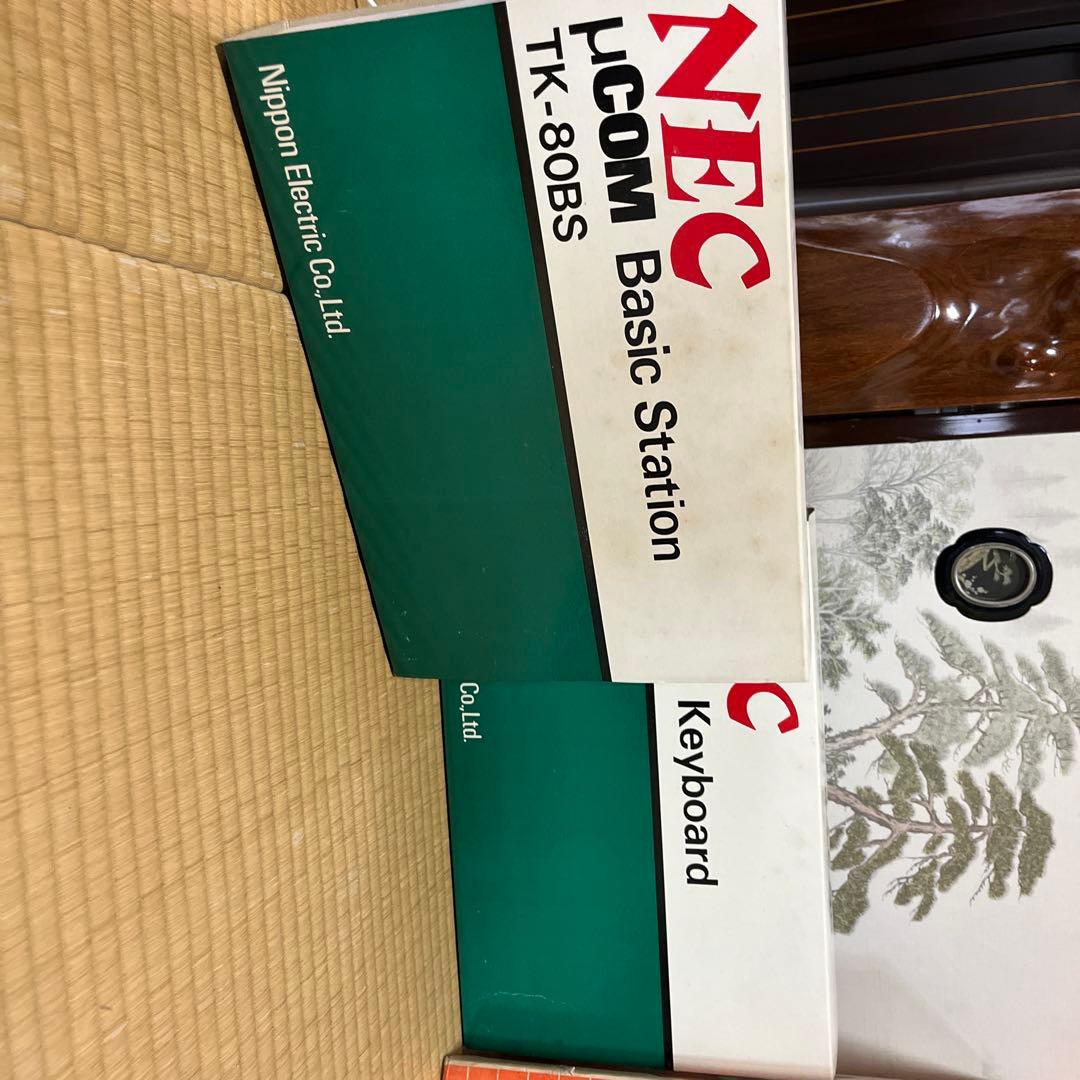 NEC
µCOM Basic Station
TK-80BS
Nippon Electric Co.,Ltd.
C
Keyboard
Co.,Ltd.